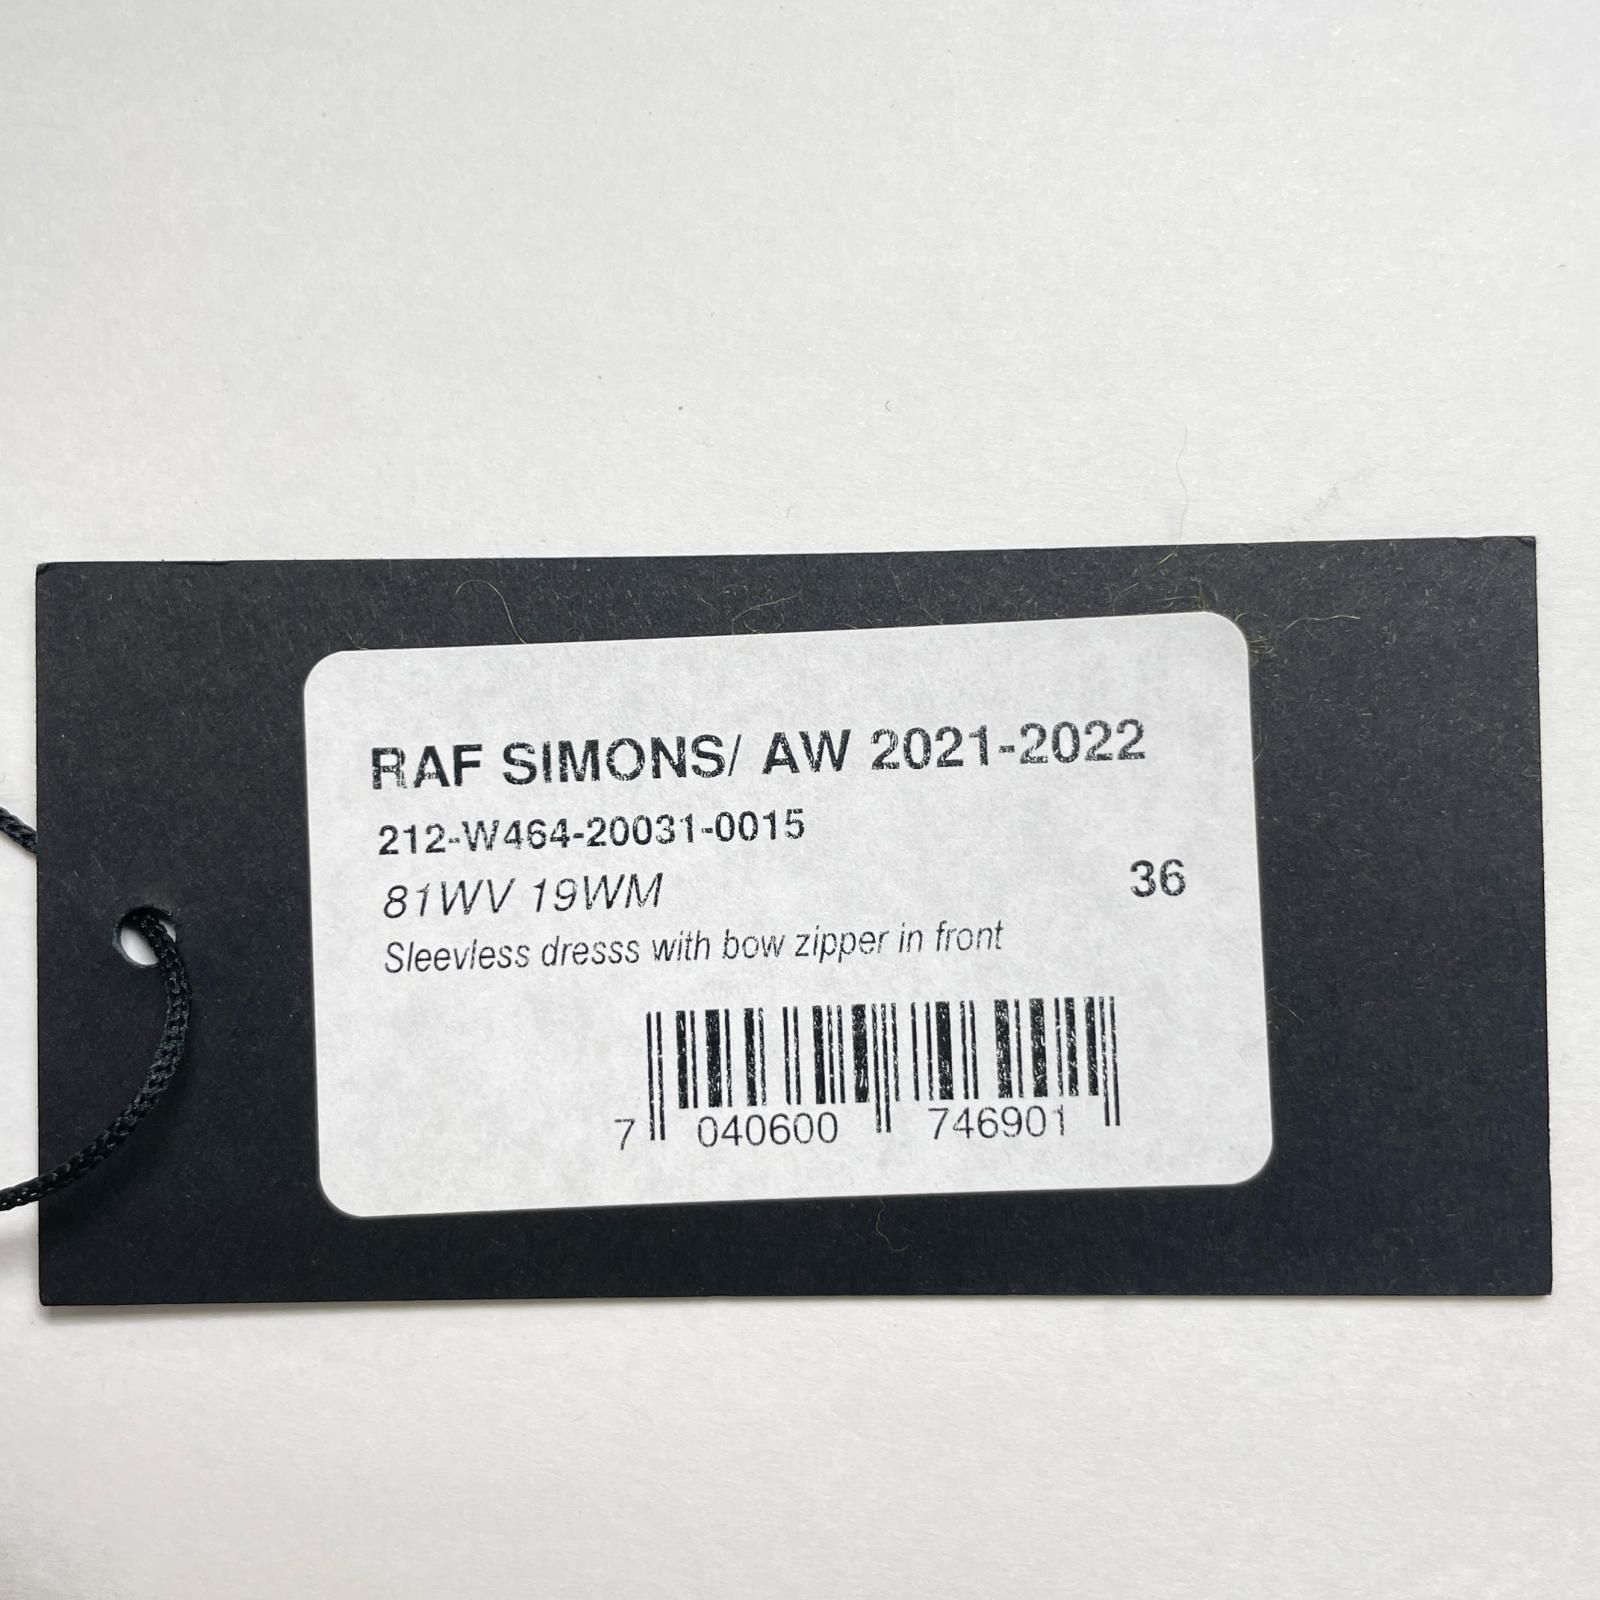 RAF SIMONS/ AW 2021-2022
212-W464-20031-0015
81WV 19WM
36
Sleevless dresss with bow zipper in front
7 040600 746901